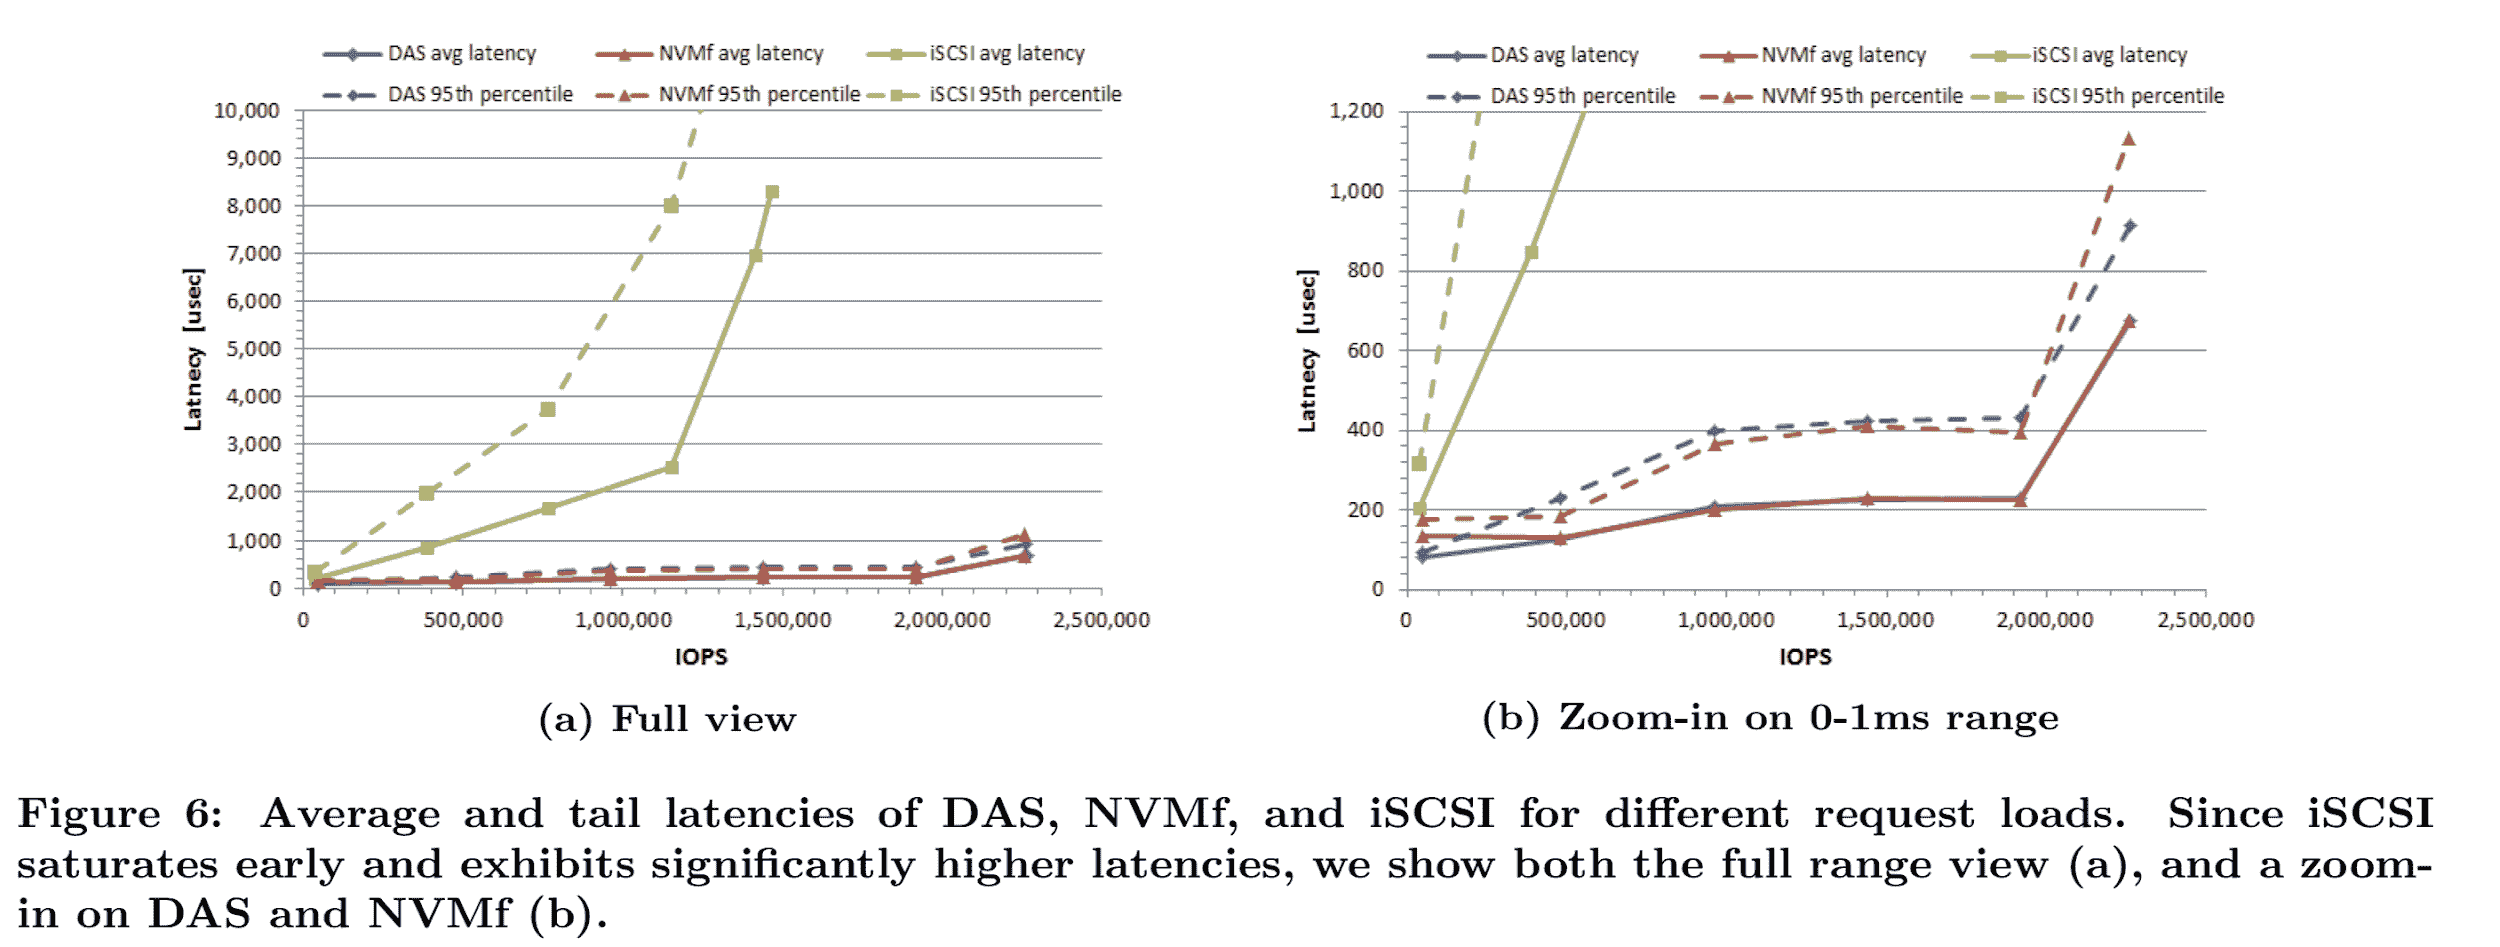 DAS avg latency NVMf avg latency iSCSI avg latency
DAS 95th percentile NVMf 95th percentile iSCSI 95th percentile
10,000
9,000
8,000
7,000
6,000
5,000
4,000
3,000
2,000
1,000
0
Latnecy [usec]
0 500,000 1,000,000 1,500,000 2,000,000 2,500,000
IOPS
(a) Full view
DAS avg latency NVMf avg latency iSCSI avg latency
DAS 95th percentile NVMf 95th percentile iSCSI 95th percentile
1,200
1,000
800
600
400
200
0
Latnecy [usec]
0 500,000 1,000,000 1,500,000 2,000,000 2,500,000
IOPS
(b) Zoom-in on 0-1ms range
Figure 6: Average and tail latencies of DAS, NVMf, and iSCSI for different request loads. Since iSCSI
saturates early and exhibits significantly higher latencies, we show both the full range view (a), and a zoom-
in on DAS and NVMf (b).